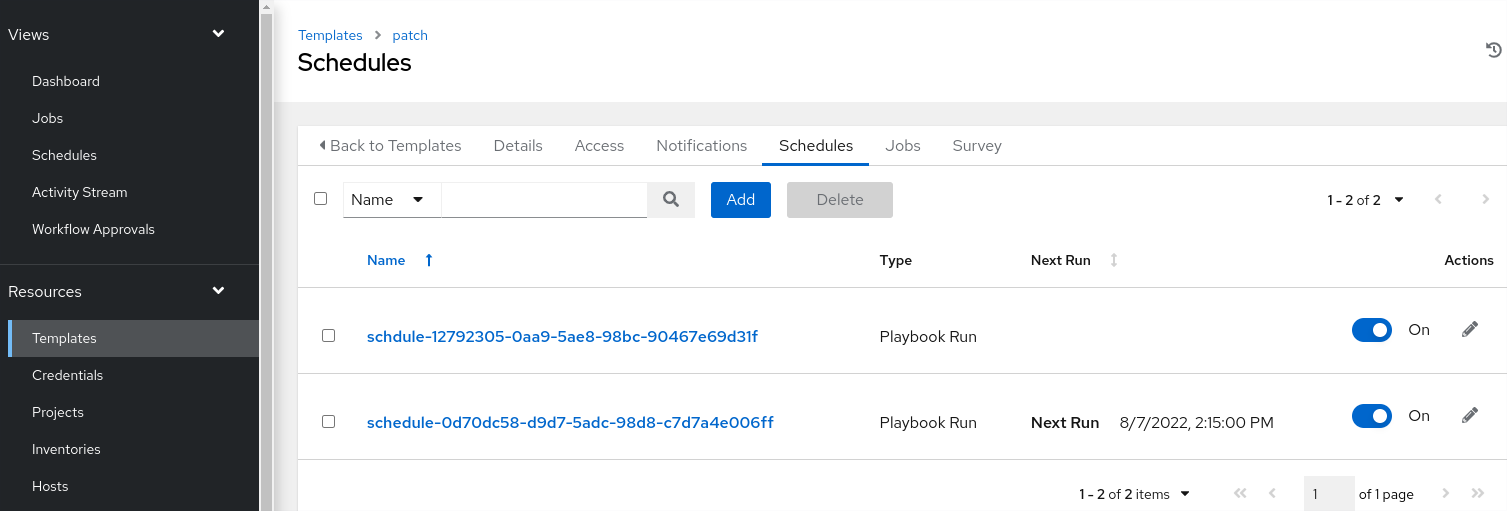 Views
Dashboard
Jobs
Schedules
Activity Stream
Workflow Approvals
Resources
Templates
Credentials
Projects
Inventories
Hosts
Templates patch
Schedules
Back to Templates Details Access Notifications Schedules Jobs Survey
Name Add Delete 1 - 2 of 2
Name Type Next Run Actions
schdule-12792305-0aa9-5ae8-98bc-90467e69d31f Playbook Run On
schedule-0d70dc58-d9d7-5adc-98d8-c7d7a4e006ff Playbook Run Next Run 8/7/2022, 2:15:00 PM On
1 - 2 of 2 items 1 of 1 page